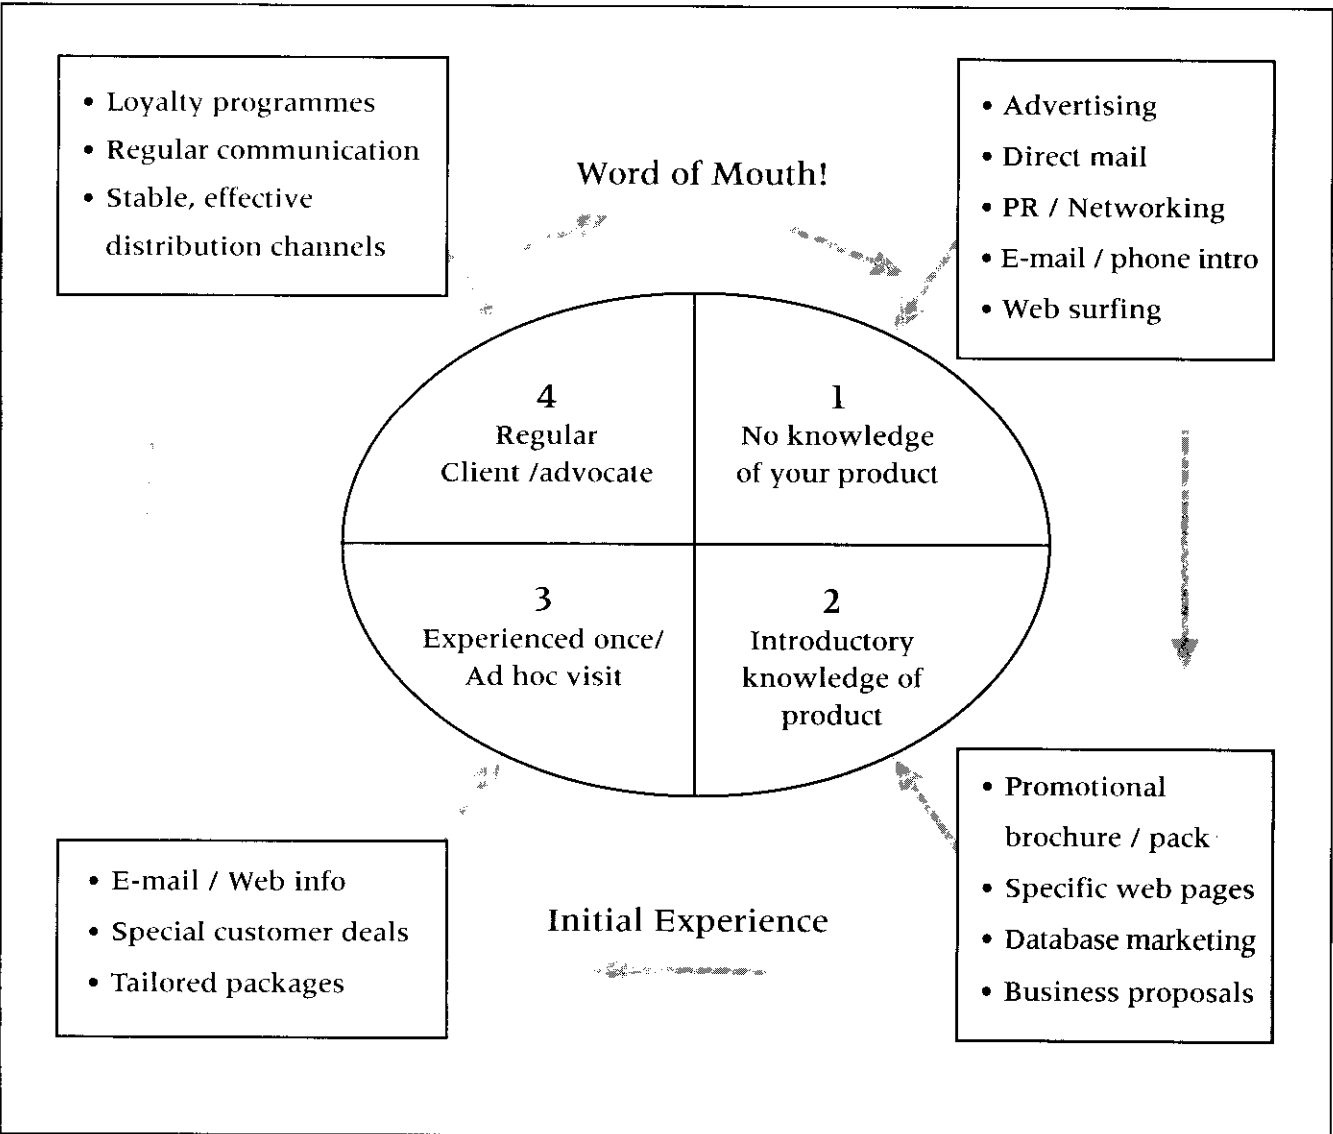 • Loyalty programmes
• Regular communication
• Stable, effective
distribution channels
Word of Mouth!
• Advertising
• Direct mail
• PR / Networking
• E-mail / phone intro
• Web surfing
4
Regular
Client /advocate
1
No knowledge
of your product
3
Experienced once/
Ad hoc visit
2
Introductory
knowledge of
product
• E-mail / Web info
• Special customer deals
• Tailored packages
Initial Experience
• Promotional
brochure / pack
• Specific web pages
• Database marketing
• Business proposals